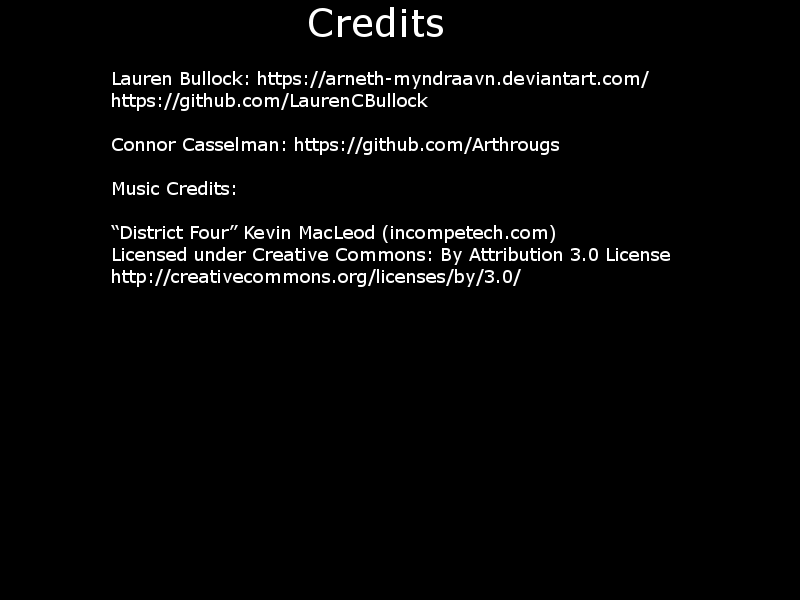 Credits
Lauren Bullock: https://arneth-myndraavn.deviantart.com/
https://github.com/LaurenCBullock
Connor Casselman: https://github.com/Arthrougs
Music Credits:
“District Four” Kevin MacLeod (incompetech.com)
Licensed under Creative Commons: By Attribution 3.0 License
http://creativecommons.org/licenses/by/3.0/